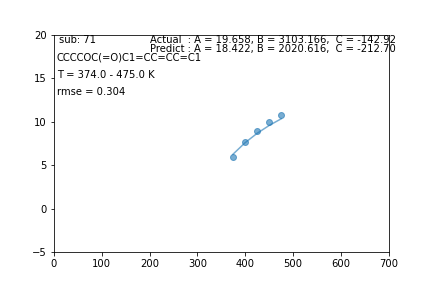 sub: 71
Actual : A = 19.658, B = 3103.166, C = -142.92
Predict : A = 18.422, B = 2020.616, C = -212.70
CCCCOC(=O)C1=CC=CC=C1
T = 374.0 - 475.0 K
rmse = 0.304
20
15
10
5
0
−5
0 100 200 300 400 500 600 700